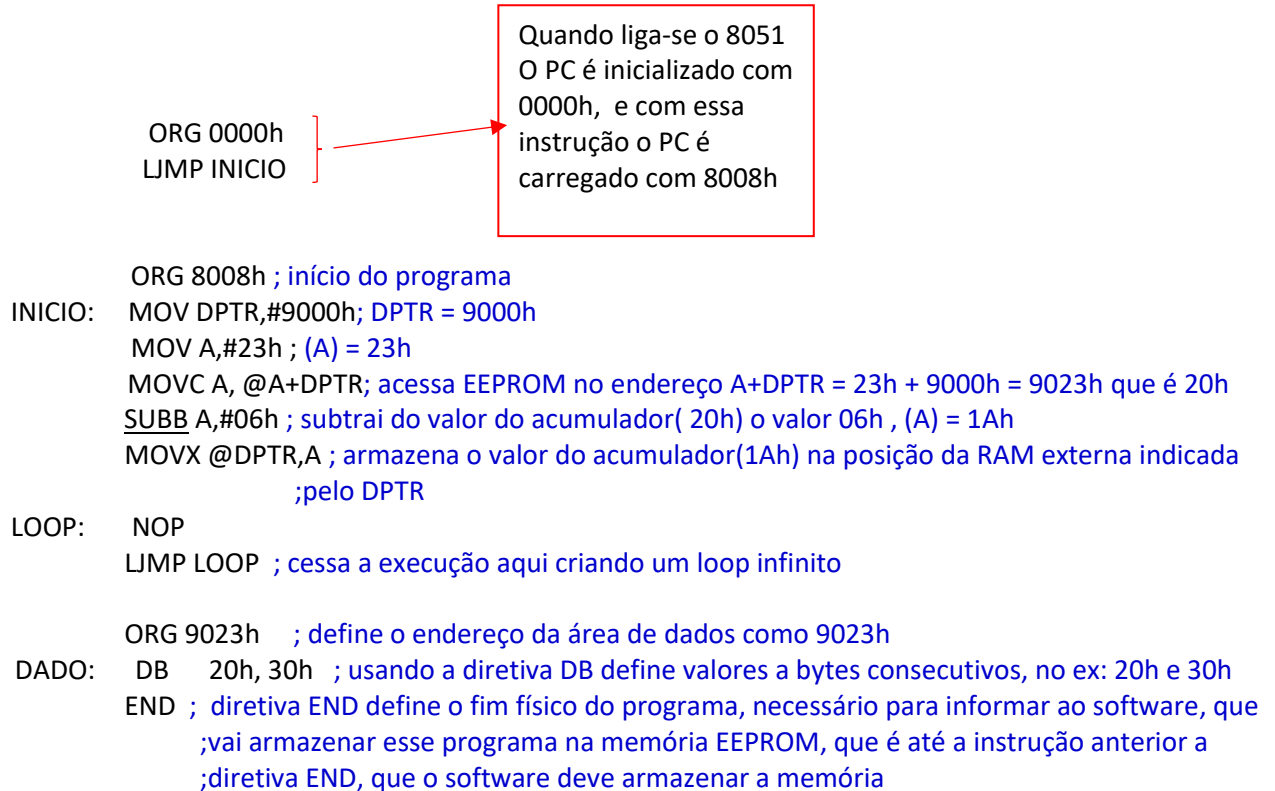 Quando liga-se o 8051
O PC é inicializado com
0000h,  e com essa
instrução o PC é
carregado com 8008h
ORG 0000h
LJMP INICIO
ORG 8008h ; início do programa
INICIO:    MOV DPTR,#9000h; DPTR = 9000h
MOV A,#23h ; (A) = 23h
MOVC A, @A+DPTR; acessa EEPROM no endereço A+DPTR = 23h + 9000h = 9023h que é 20h
SUBB A,#06h ; subtrai do valor do acumulador( 20h) o valor 06h , (A) = 1Ah
MOVX @DPTR,A ; armazena o valor do acumulador(1Ah) na posição da RAM externa indicada
;pelo DPTR
LOOP:     NOP
LJMP LOOP  ; cessa a execução aqui criando um loop infinito
ORG 9023h    ; define o endereço da área de dados como 9023h
DADO:     DB     20h, 30h   ; usando a diretiva DB define valores a bytes consecutivos, no ex: 20h e 30h
END  ;  diretiva END define o fim físico do programa, necessário para informar ao software, que
;vai armazenar esse programa na memória EEPROM, que é até a instrução anterior a
;diretiva END, que o software deve armazenar a memória